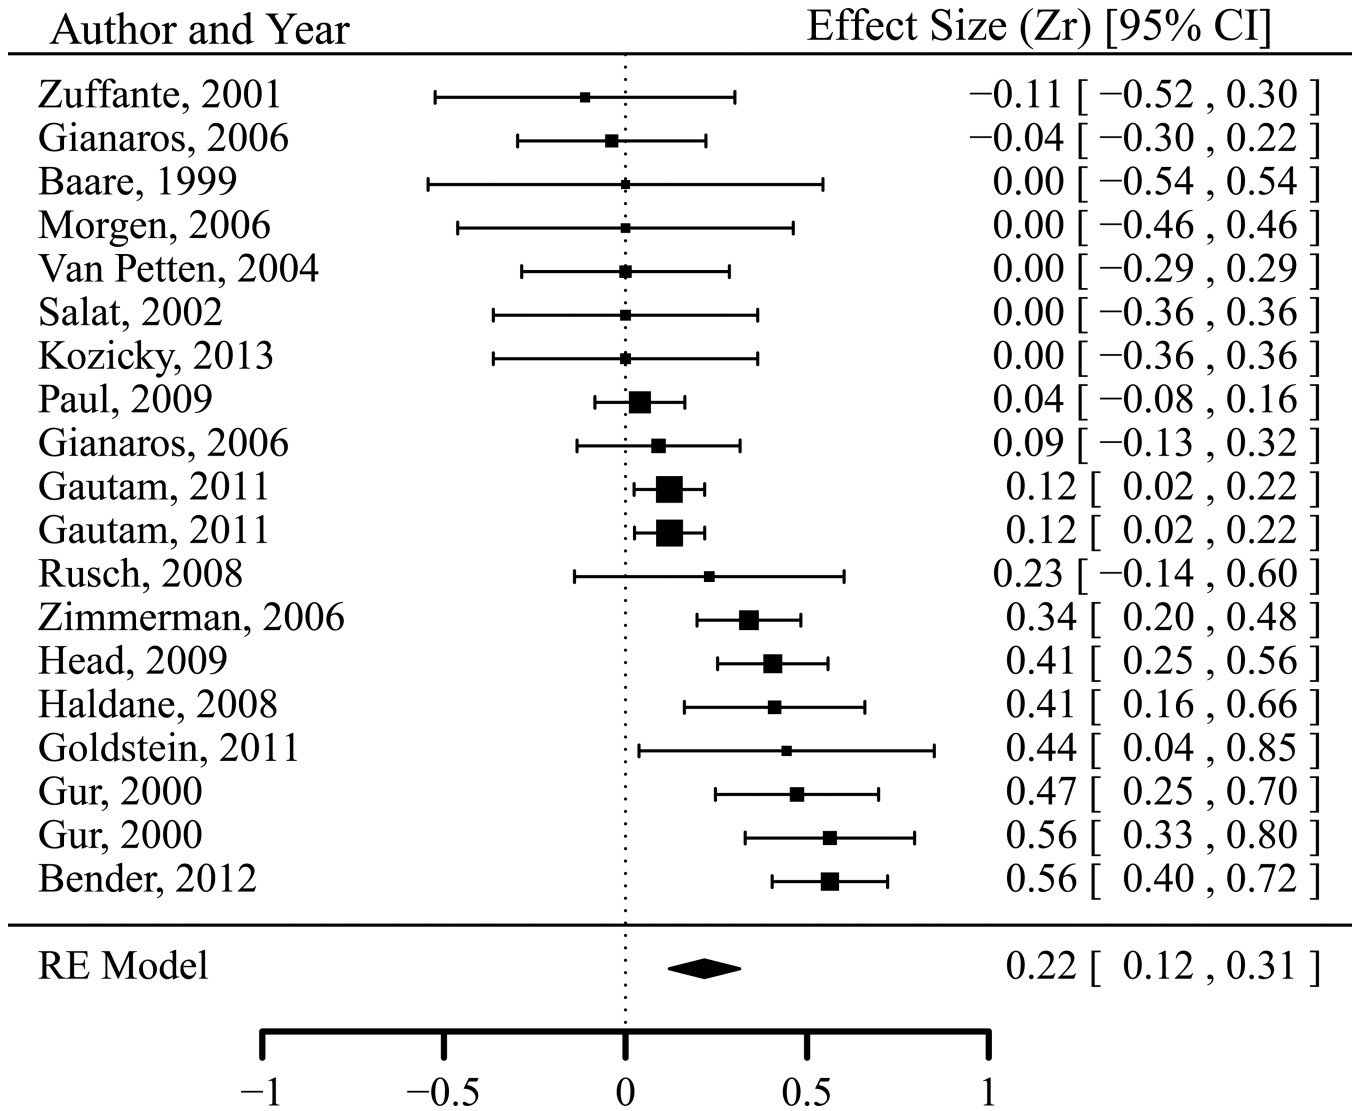 Author and Year Effect Size (Zr) [95% CI]
Zuffante, 2001 −0.11 [ −0.52 , 0.30 ]
Gianaros, 2006 −0.04 [ −0.30 , 0.22 ]
Baare, 1999 0.00 [ −0.54 , 0.54 ]
Morgen, 2006 0.00 [ −0.46 , 0.46 ]
Van Petten, 2004 0.00 [ −0.29 , 0.29 ]
Salat, 2002 0.00 [ −0.36 , 0.36 ]
Kozicky, 2013 0.00 [ −0.36 , 0.36 ]
Paul, 2009 0.04 [ −0.08 , 0.16 ]
Gianaros, 2006 0.09 [ −0.13 , 0.32 ]
Gautam, 2011 0.12 [ 0.02 , 0.22 ]
Gautam, 2011 0.12 [ 0.02 , 0.22 ]
Rusch, 2008 0.23 [ −0.14 , 0.60 ]
Zimmerman, 2006 0.34 [ 0.20 , 0.48 ]
Head, 2009 0.41 [ 0.25 , 0.56 ]
Haldane, 2008 0.41 [ 0.16 , 0.66 ]
Goldstein, 2011 0.44 [ 0.04 , 0.85 ]
Gur, 2000 0.47 [ 0.25 , 0.70 ]
Gur, 2000 0.56 [ 0.33 , 0.80 ]
Bender, 2012 0.56 [ 0.40 , 0.72 ]
RE Model 0.22 [ 0.12 , 0.31 ]
−1 −0.5 0 0.5 1